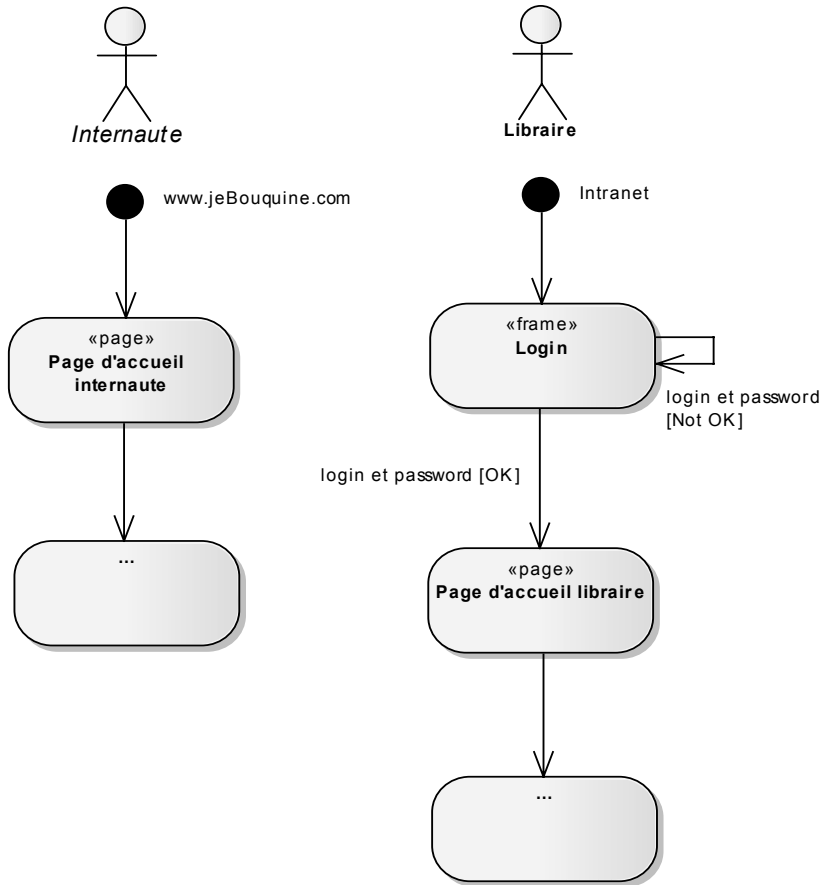 Internaute
Libraire
www.jeBouquine.com
Intranet
«page»
Page d'accueil
internaute
«frame»
Login
login et password
[Not OK]
login et password [OK]
...
«page»
Page d'accueil libraire
...